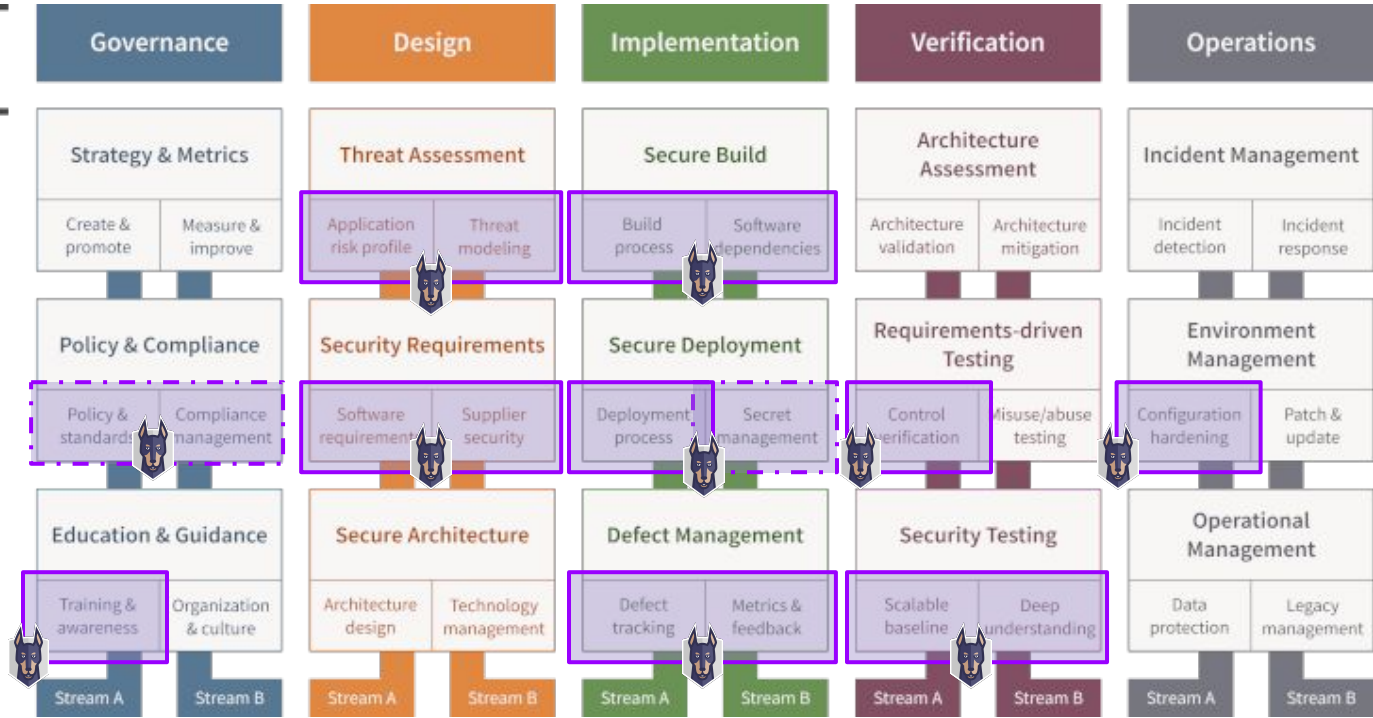 Governance
Design
Implementation
Verification
Operations
Strategy & Metrics
Threat Assessment
Secure Build
Architecture
Assessment
Incident Management
Create &
promote
Measure &
improve
Application
risk profile
Threat
modeling
Build
process
Software
dependencies
Architecture
validation
Architecture
mitigation
Incident
detection
Incident
response
Policy & Compliance
Security Requirements
Secure Deployment
Requirements-driven
Testing
Environment
Management
Policy &
standards
Compliance
management
Software
requirement
Supplier
security
Deployment
process
Secret
management
Control
verification
Misuse/abuse
testing
Configuration
hardening
Patch &
update
Education & Guidance
Secure Architecture
Defect Management
Security Testing
Operational
Management
Training &
awareness
Organization
& culture
Architecture
design
Technology
management
Defect
tracking
Metrics &
feedback
Scalable
baseline
Deep
understanding
Data
protection
Legacy
management
Stream A
Stream B
Stream A
Stream B
Stream A
Stream B
Stream A
Stream B
Stream A
Stream B